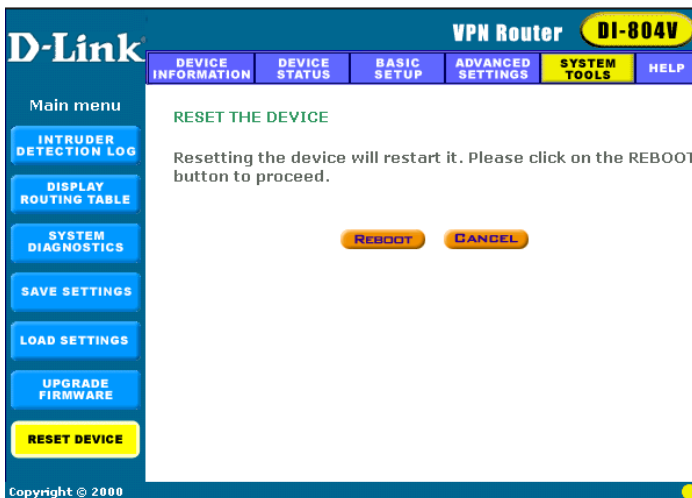 D-Link
VPN Router DI-804V
DEVICE INFORMATION
DEVICE STATUS
BASIC SETUP
ADVANCED SETTINGS
SYSTEM TOOLS
HELP
Main menu
INTRUDER
DETECTION LOG
DISPLAY
ROUTING TABLE
SYSTEM
DIAGNOSTICS
SAVE SETTINGS
LOAD SETTINGS
UPGRADE
FIRMWARE
RESET DEVICE
RESET THE DEVICE
Resetting the device will restart it. Please click on the REBOOT
button to proceed.
REBOOT CANCEL
Copyright © 2000